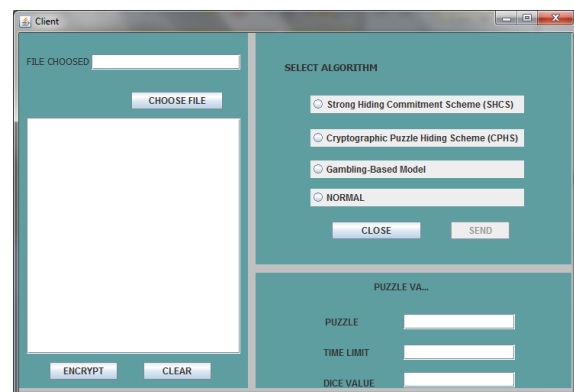 Client
FILE CHOOSED
CHOOSE FILE
ENCRYPT
CLEAR
SELECT ALGORITHM
Strong Hiding Commitment Scheme (SHCS)
Cryptographic Puzzle Hiding Scheme (CPHS)
Gambling-Based Model
NORMAL
CLOSE
SEND
PUZZLE VA...
PUZZLE
TIME LIMIT
DICE VALUE